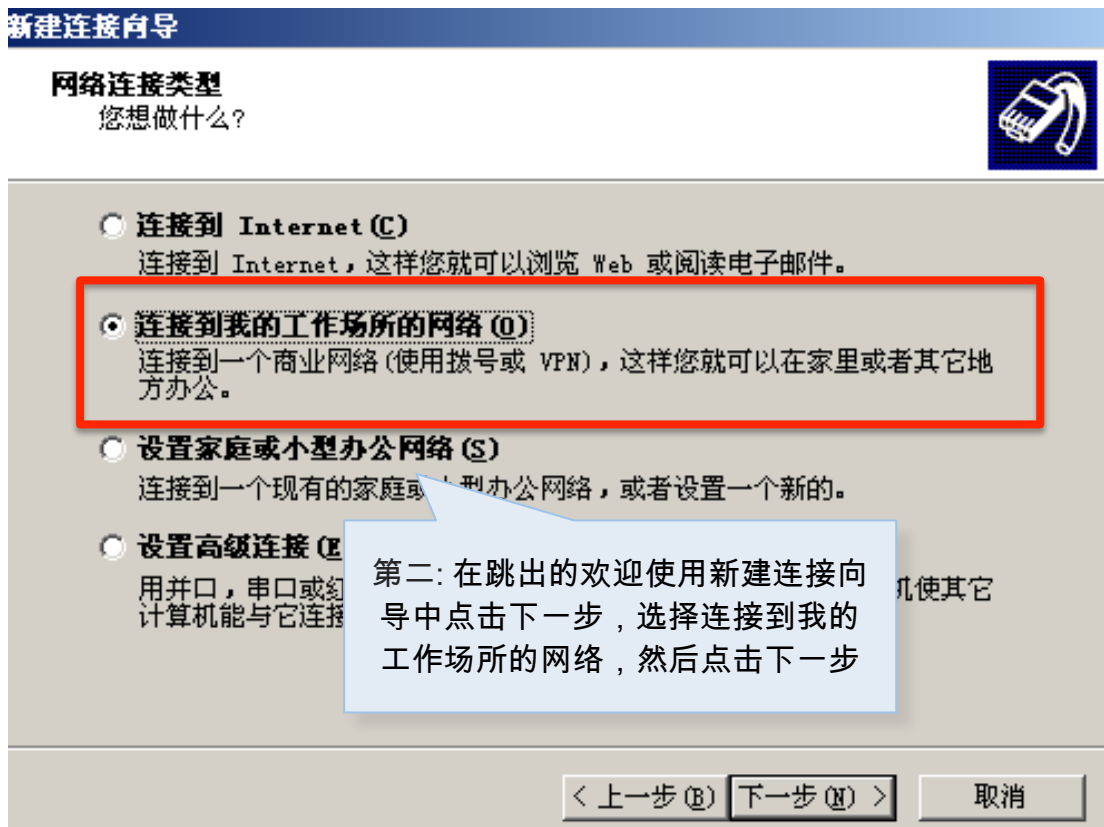 新建连接向导
网络连接类型
您想做什么?
连接到 Internet(C)
连接到 Internet，这样您就可以浏览 Web 或阅读电子邮件。
连接到我的工作场所的网络(O)
连接到一个商业网络(使用拨号或 VPN)，这样您就可以在家里或者其它地
方办公。
设置家庭或小型办公网络(S)
连接到一个现有的家庭或小型办公网络，或者设置一个新的。
设置高级连接(E
用并口，串口或红
机使其它
计算机能与它连接
第二: 在跳出的欢迎使用新建连接向
导中点击下一步，选择连接到我的
工作场所的网络，然后点击下一步
< 上一步(B)
下一步(N) >
取消